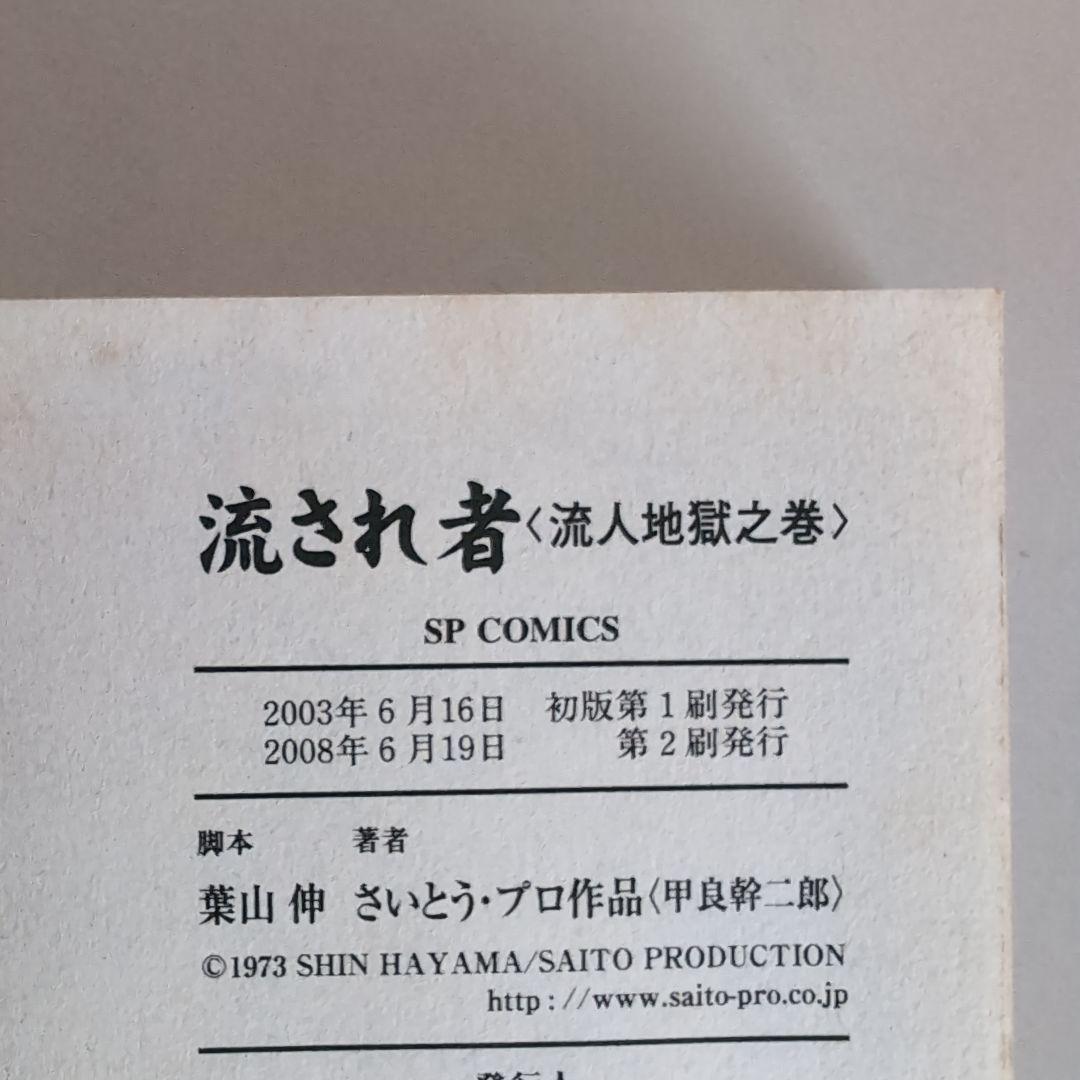 流され者〈流人地獄之巻〉
SP COMICS
2003年6月16日 初版第1刷発行
2008年6月19日 第2刷発行
脚本 著者
葉山 伸 さいとう・プロ作品〈甲良幹二郎〉
©1973 SHIN HAYAMA/SAITO PRODUCTION
http://www.saito-pro.co.jp
発行人